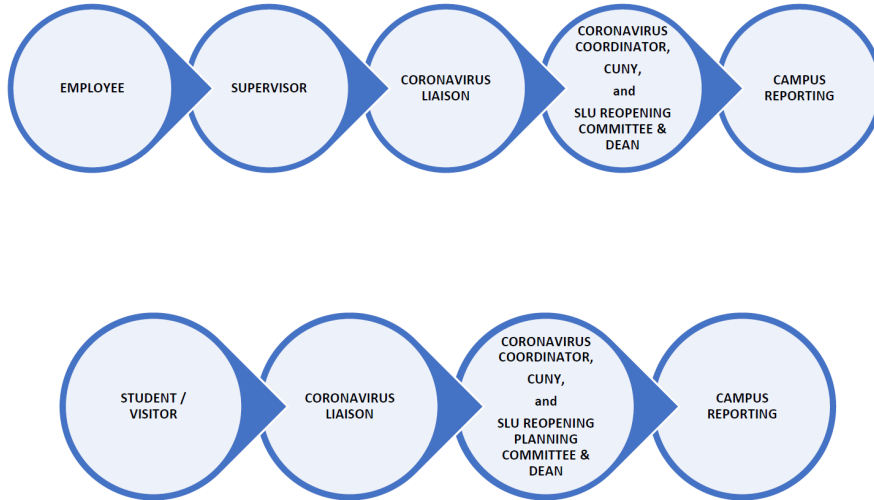 EMPLOYEE
SUPERVISOR
CORONAVIRUS
LIAISON
CORONAVIRUS
COORDINATOR,
CUNY,
and
SLU REOPENING
COMMITTEE &
DEAN
CAMPUS
REPORTING
STUDENT /
VISITOR
CORONAVIRUS
LIAISON
CORONAVIRUS
COORDINATOR,
CUNY,
and
SLU REOPENING
PLANNING
COMMITTEE &
DEAN
CAMPUS
REPORTING